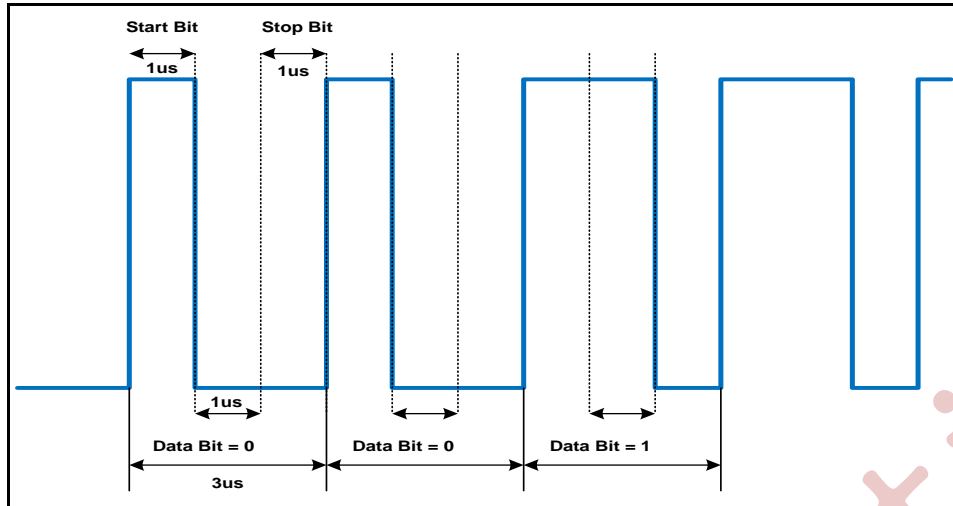 Start Bit
Stop Bit
1us
1us
1us
Data Bit = 0
Data Bit = 0
Data Bit = 1
3us